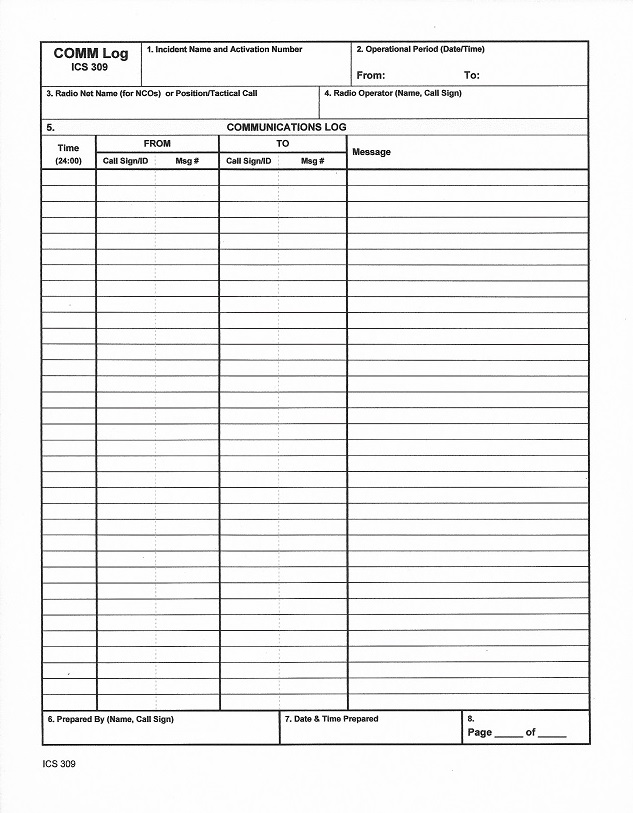 COMM Log
ICS 309
1. Incident Name and Activation Number
2. Operational Period (Date/Time)
From: To:
3. Radio Net Name (for NCOs) or Position/Tactical Call
4. Radio Operator (Name, Call Sign)
5. COMMUNICATIONS LOG
Time
(24:00)
FROM
TO
Call Sign/ID Msg #
Call Sign/ID Msg #
Message
6. Prepared By (Name, Call Sign)
7. Date & Time Prepared
8.
Page _____ of _____
ICS 309